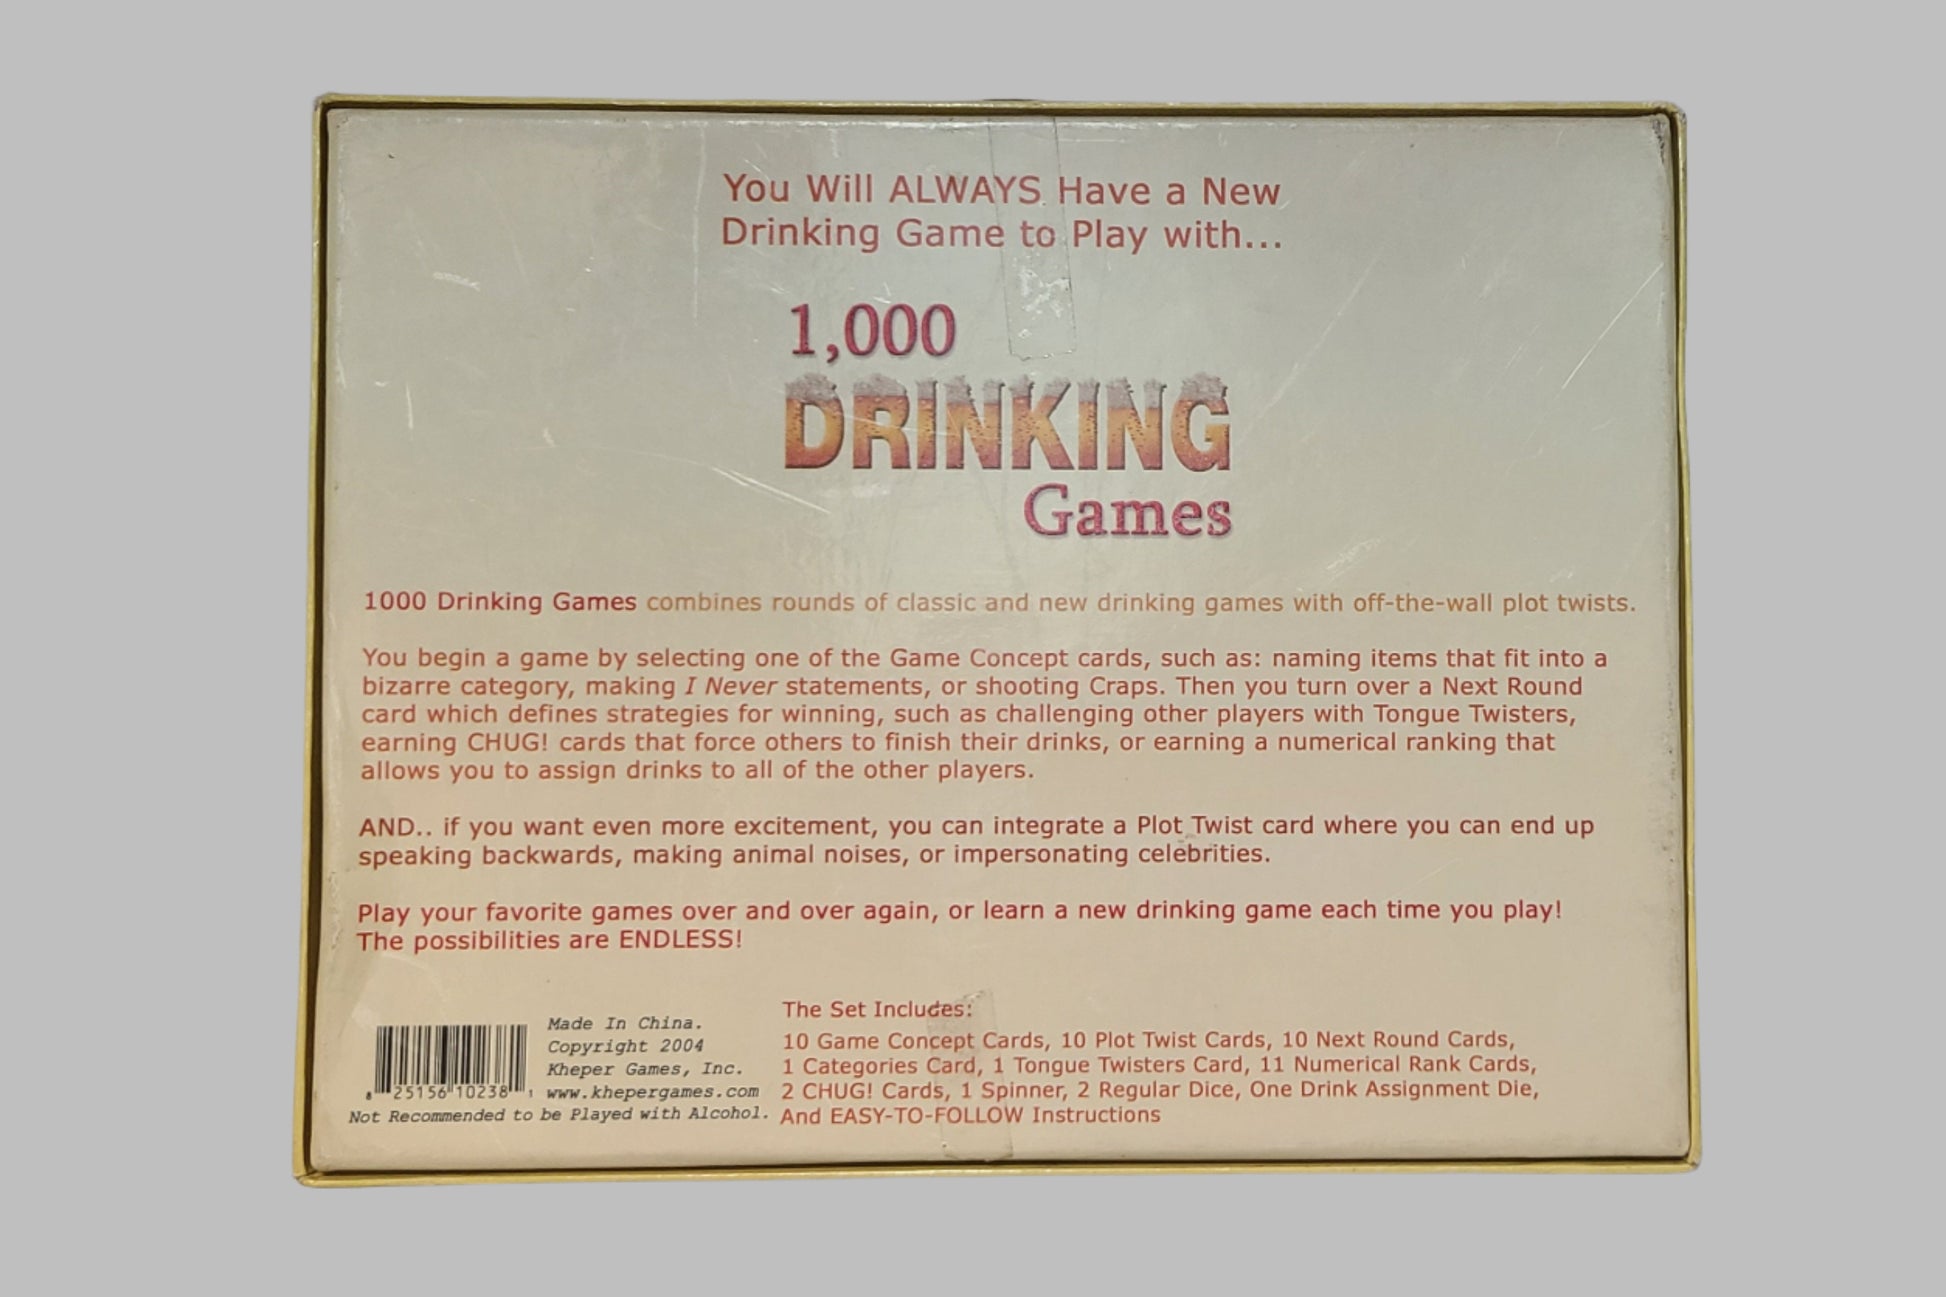 You Will ALWAYS Have a New
Drinking Game to Play with...
1,000
DRINKING
Games
1000 Drinking Games combines rounds of classic and new drinking games with off-the-wall plot twists.
You begin a game by selecting one of the Game Concept cards, such as: naming items that fit into a
bizarre category, making I Never statements, or shooting Craps. Then you turn over a Next Round
card which defines strategies for winning, such as challenging other players with Tongue Twisters,
earning CHUG! cards that force others to finish their drinks, or earning a numerical ranking that
allows you to assign drinks to all of the other players.
AND.. if you want even more excitement, you can integrate a Plot Twist card where you can end up
speaking backwards, making animal noises, or impersonating celebrities.
Play your favorite games over and over again, or learn a new drinking game each time you play!
The possibilities are ENDLESS!
8 25156 10238 1
Made In China.
Copyright 2004
Kheper Games, Inc.
www.khepergames.com
Not Recommended to be Played with Alcohol.
The Set Includes:
10 Game Concept Cards, 10 Plot Twist Cards, 10 Next Round Cards,
1 Categories Card, 1 Tongue Twisters Card, 11 Numerical Rank Cards,
2 CHUG! Cards, 1 Spinner, 2 Regular Dice, One Drink Assignment Die,
And EASY-TO-FOLLOW Instructions